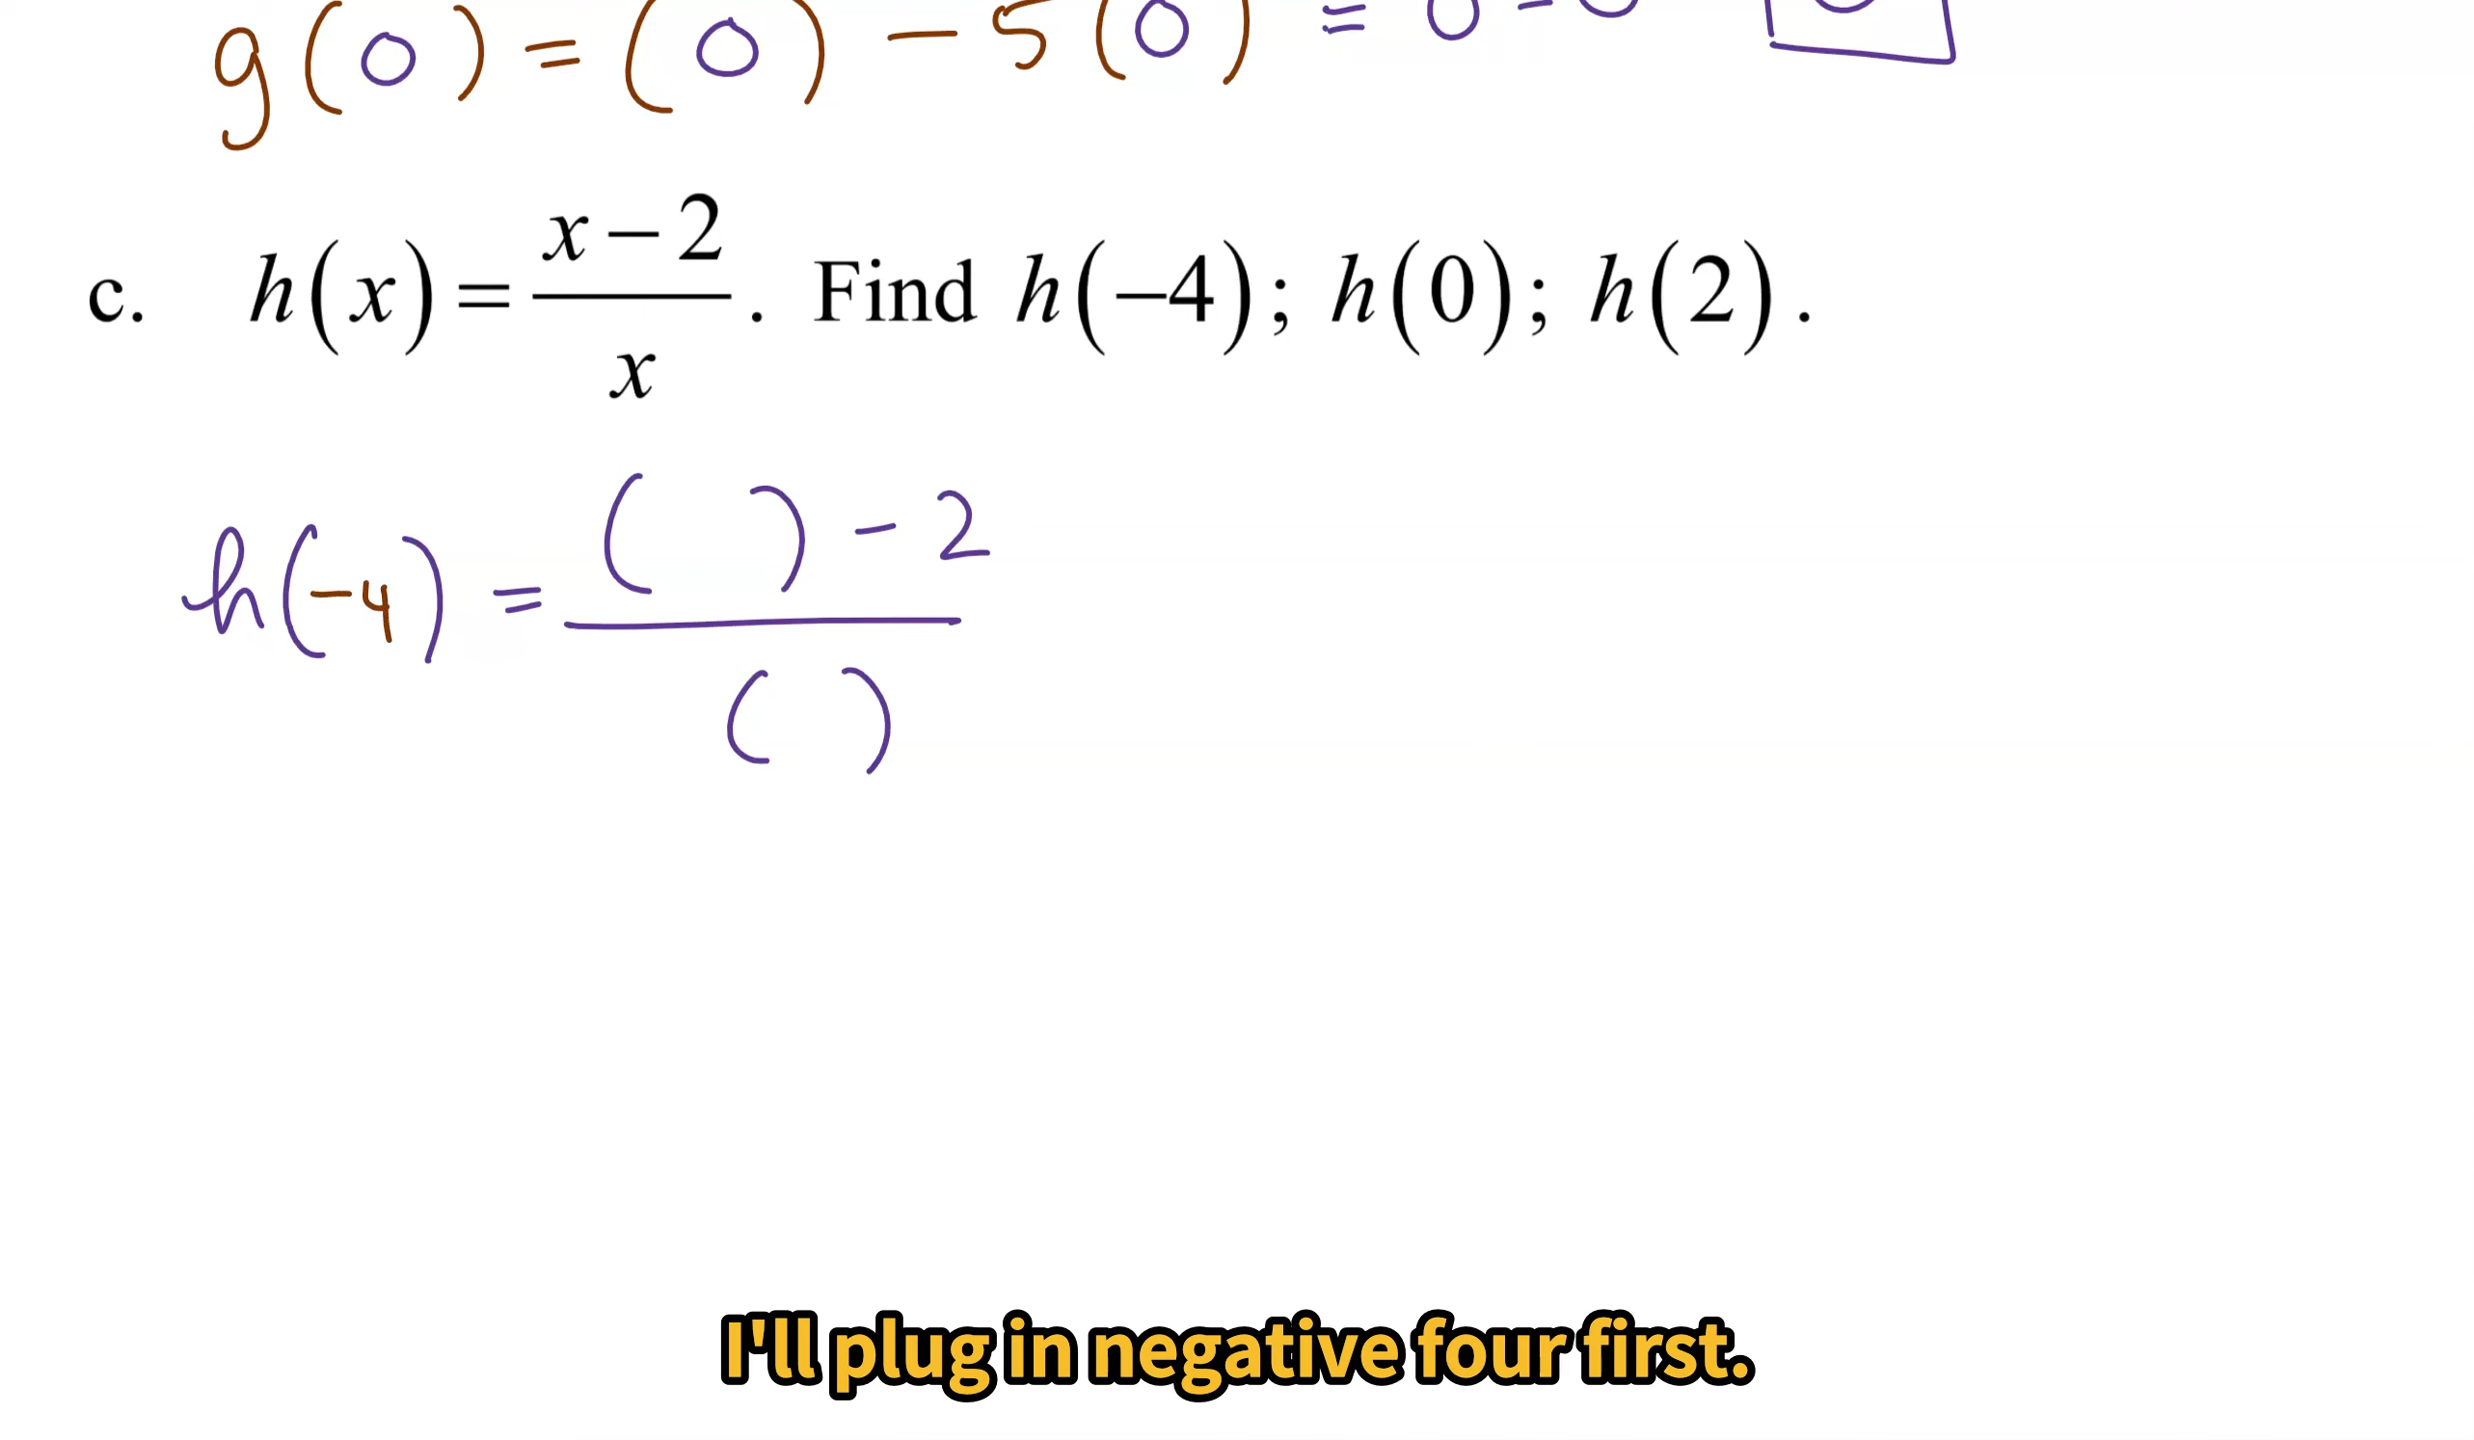 g(0) = (0) - 5(0) = 0 - 0
c. h(x) = (x - 2)/x . Find h(-4); h(0); h(2).
h(-4) = (( ) - 2)/( )
I'll plug in negative four first.